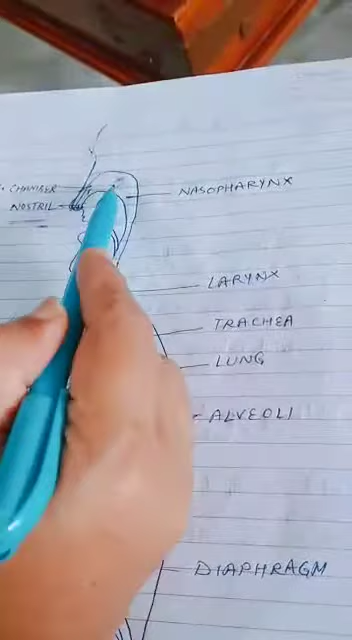 CHAMBER
NOSTRIL
NASOPHARYNX
LARYNX
TRACHEA
LUNG
ALVEOLI
DIAPHRAGM